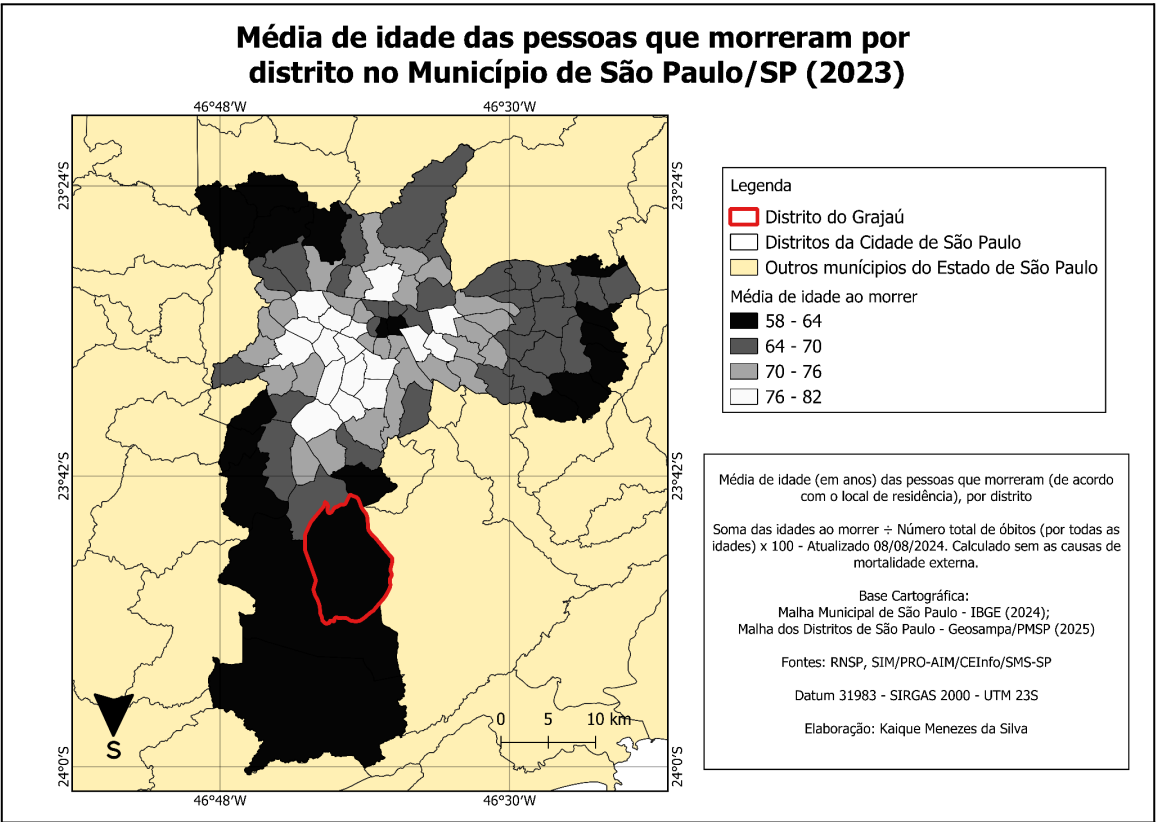 Média de idade das pessoas que morreram por
distrito no Município de São Paulo/SP (2023)
46°48'W
46°30'W
23°24'S
23°24'S
Legenda
Distrito do Grajaú
Distritos da Cidade de São Paulo
Outros munícipios do Estado de São Paulo
Média de idade ao morrer
58 - 64
64 - 70
70 - 76
76 - 82
23°42'S
23°42'S
Média de idade (em anos) das pessoas que morreram (de acordo
com o local de residência), por distrito
Soma das idades ao morrer ÷ Número total de óbitos (por todas as
idades) x 100 - Atualizado 08/08/2024. Calculado sem as causas de
mortalidade externa.
Base Cartográfica:
Malha Municipal de São Paulo - IBGE (2024);
Malha dos Distritos de São Paulo - Geosampa/PMSP (2025)
Fontes: RNSP, SIM/PRO-AIM/CEInfo/SMS-SP
Datum 31983 - SIRGAS 2000 - UTM 23S
Elaboração: Kaique Menezes da Silva
S
0 5 10 km
24°0'S
24°0'S
46°48'W
46°30'W